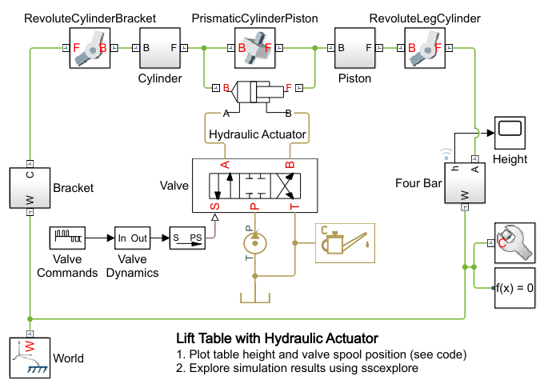 RevoluteCylinderBracket PrismaticCylinderPiston RevoluteLegCylinder
F B B F B F B F B F
Cylinder Piston
B F
A B
Hydraulic Actuator
h A
Height
C
W
Bracket
A B
Valve
S P T
Four Bar
W
Valve
Commands
In Out
Valve
Dynamics
S PS
P
T
C
C
f(x) = 0
W
World
Lift Table with Hydraulic Actuator
1. Plot table height and valve spool position (see code)
2. Explore simulation results using sscexplore